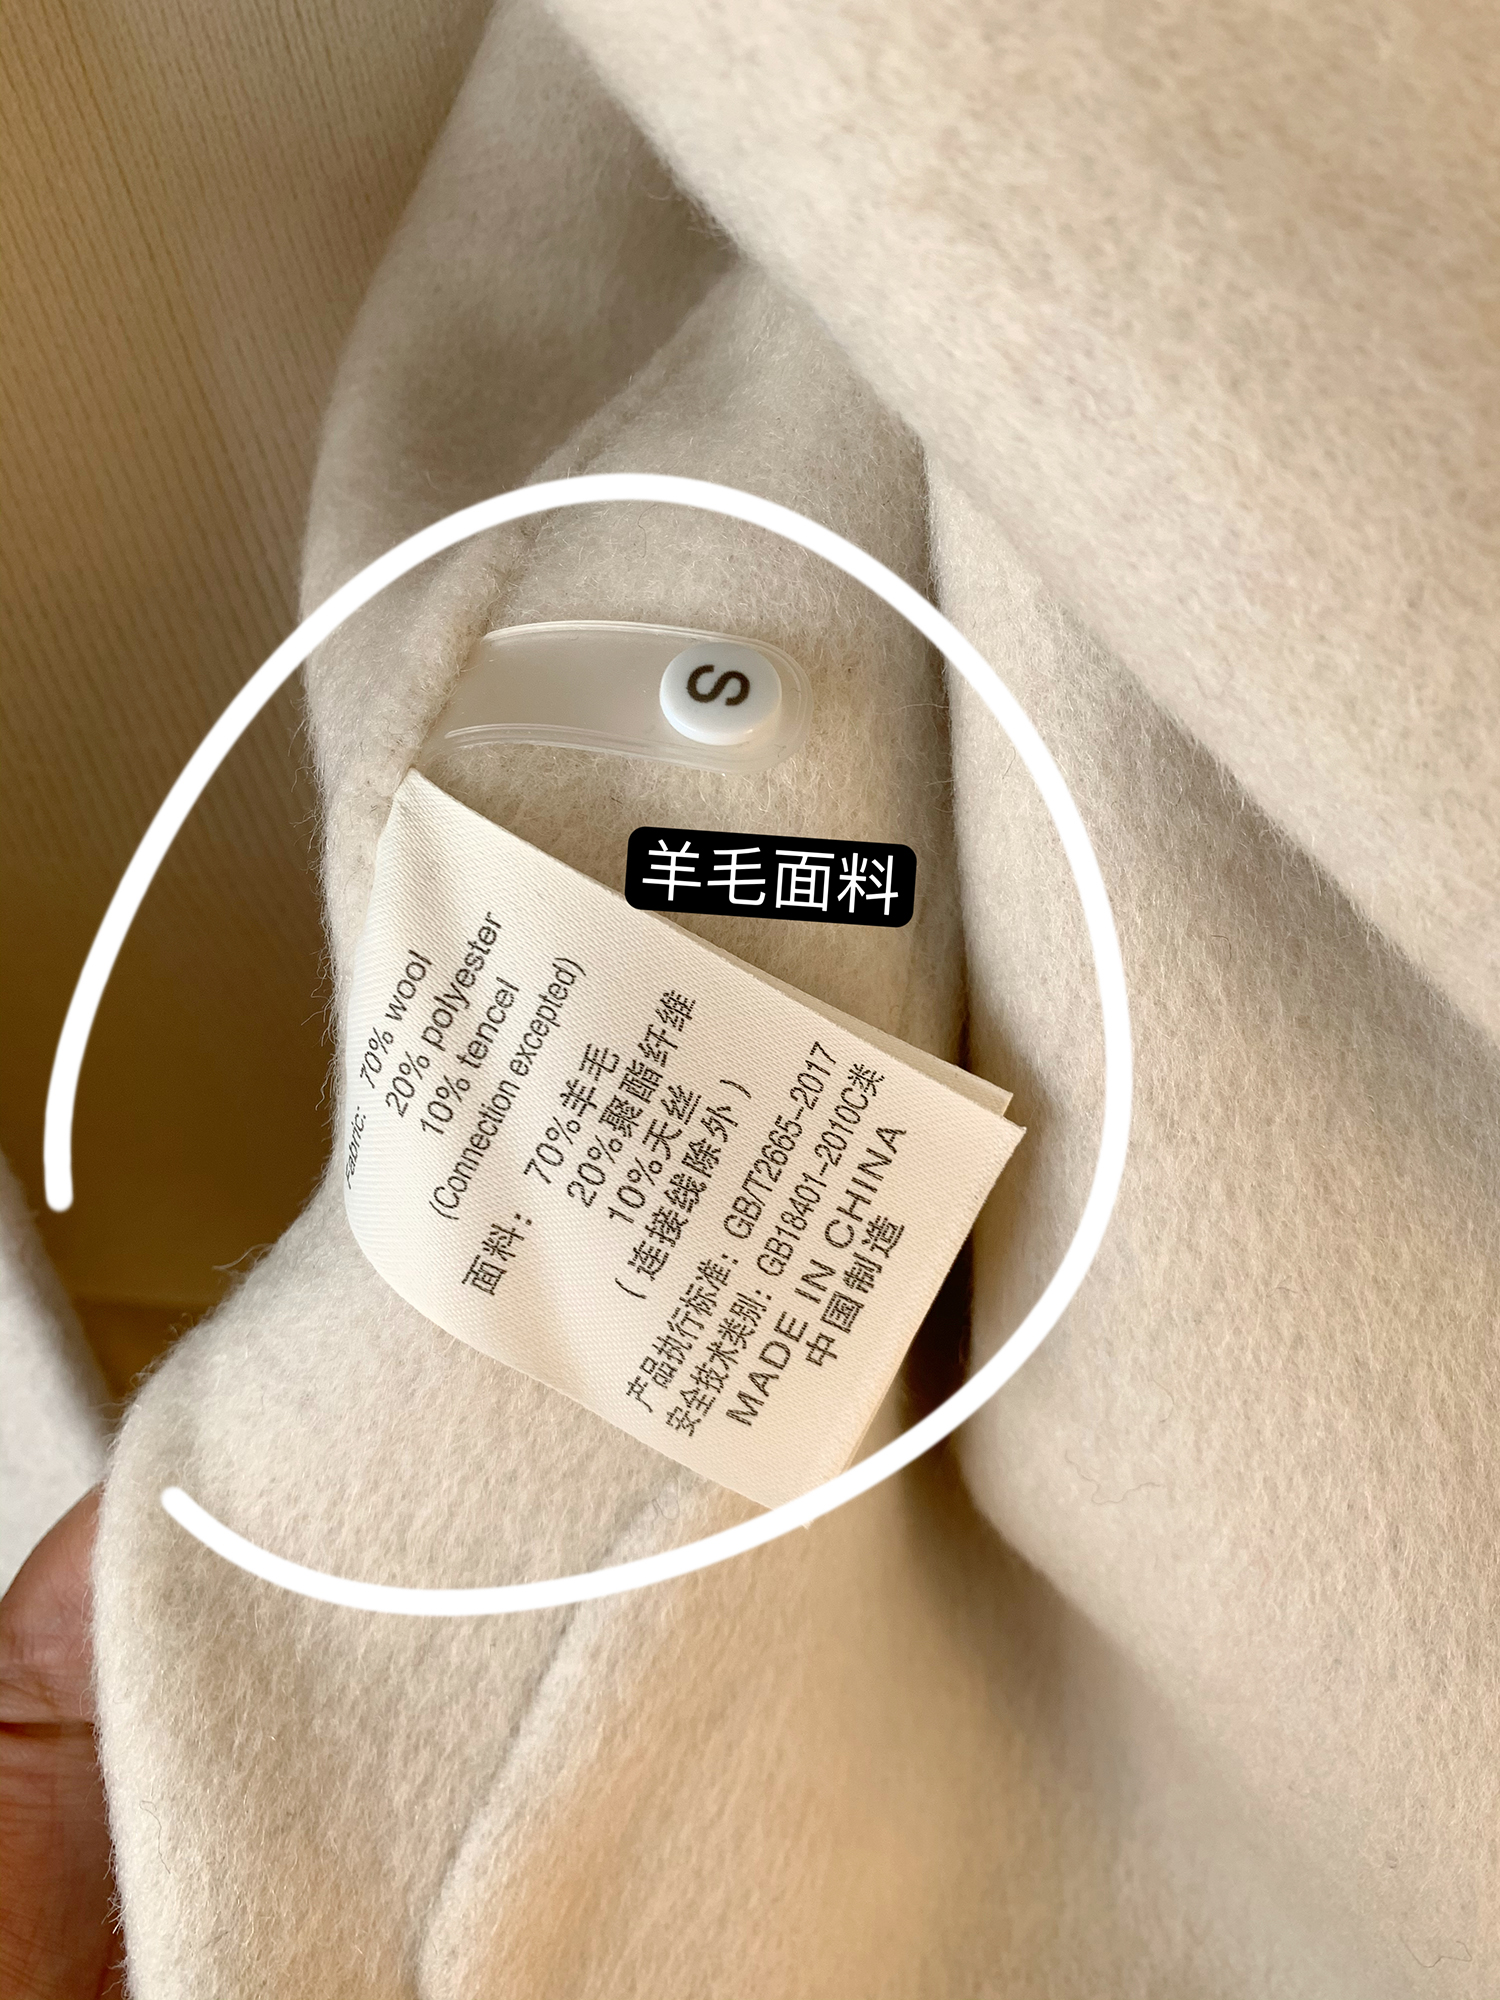 S
羊毛面料
Fabric: 70% wool
20% polyester
10% tencel
(Connection excepted)
面料: 70%羊毛
20%聚酯纤维
10%天丝
(连接线除外)
产品执行标准: GB/T2665-2017
安全技术类别: GB18401-2010C类
MADE IN CHINA
中国制造